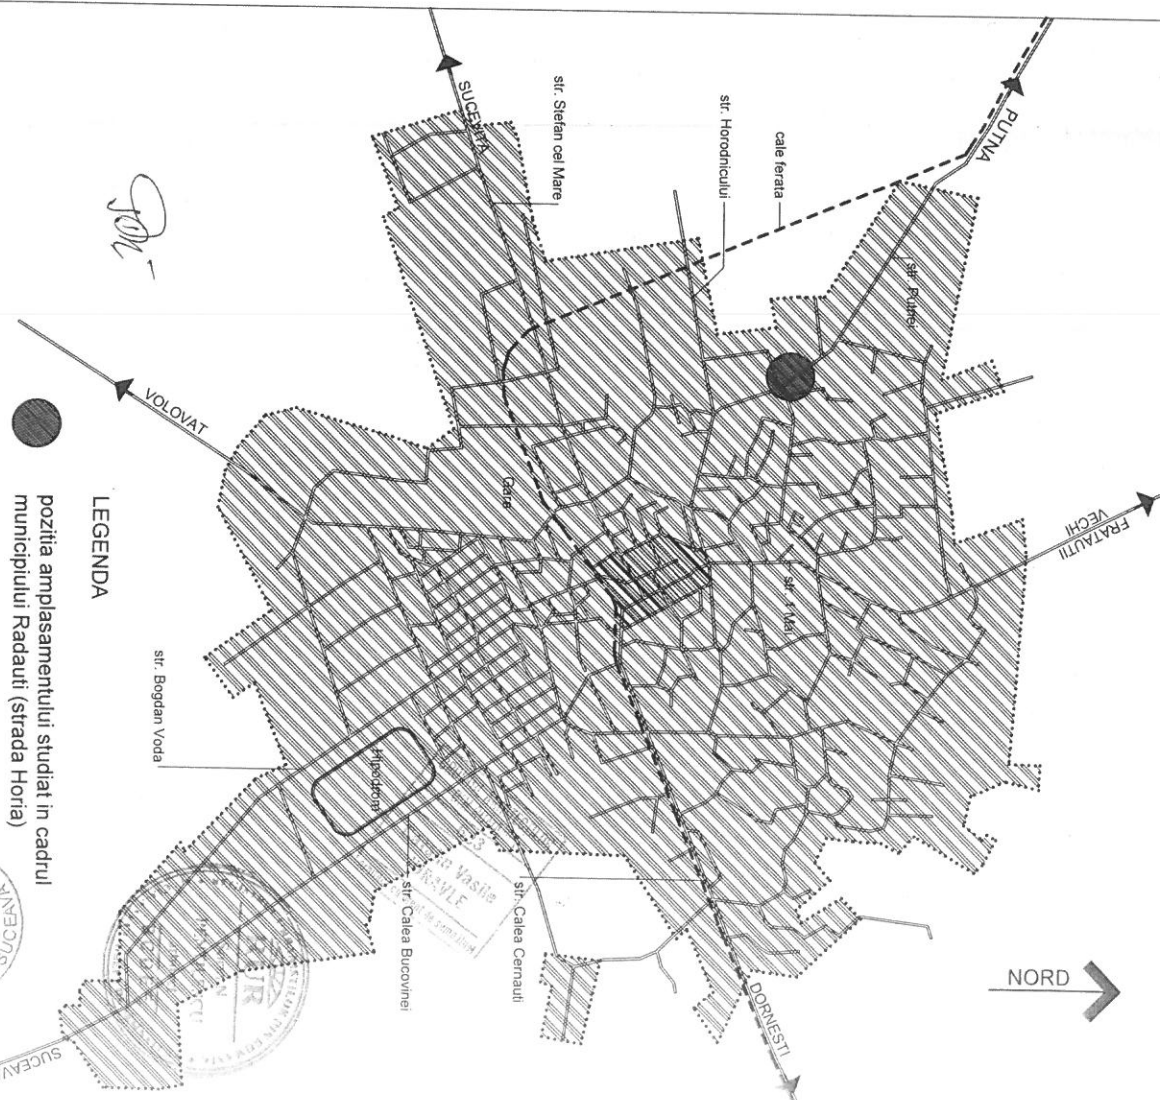 PUTNA
SUCEVITA
str. Stefan cel Mare
str. Horodnicului
cale ferata
str. Putnei
VOLOVAT
Gara
FRATAUTII
VECHI
str. 1 Mai
LEGENDA
pozitia amplasamentului studiat in cadrul
municipiului Radauti (strada Horia)
str. Bogdan Voda
Hipodrom
str. Calea Bucovinei
str. Calea Cernauti
DORNESTI
NORD
SUCEAV
SUCEAVA
Vasile